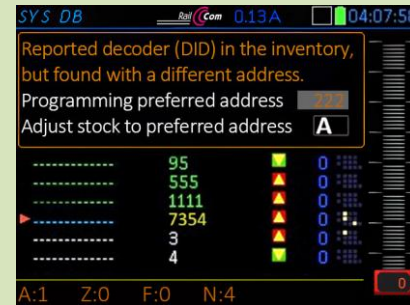 SYS DB RailCom 0.13A 04:07:58
Reported decoder (DID) in the inventory,
but found with a different address.
Programming preferred address 222
Adjust stock to preferred address A
------------ 95 0
------------ 555 0
------------ 1111 0
------------ 7354 0
------------ 3 0
------------ 4 0
0
A:1 Z:0 F:0 N:4